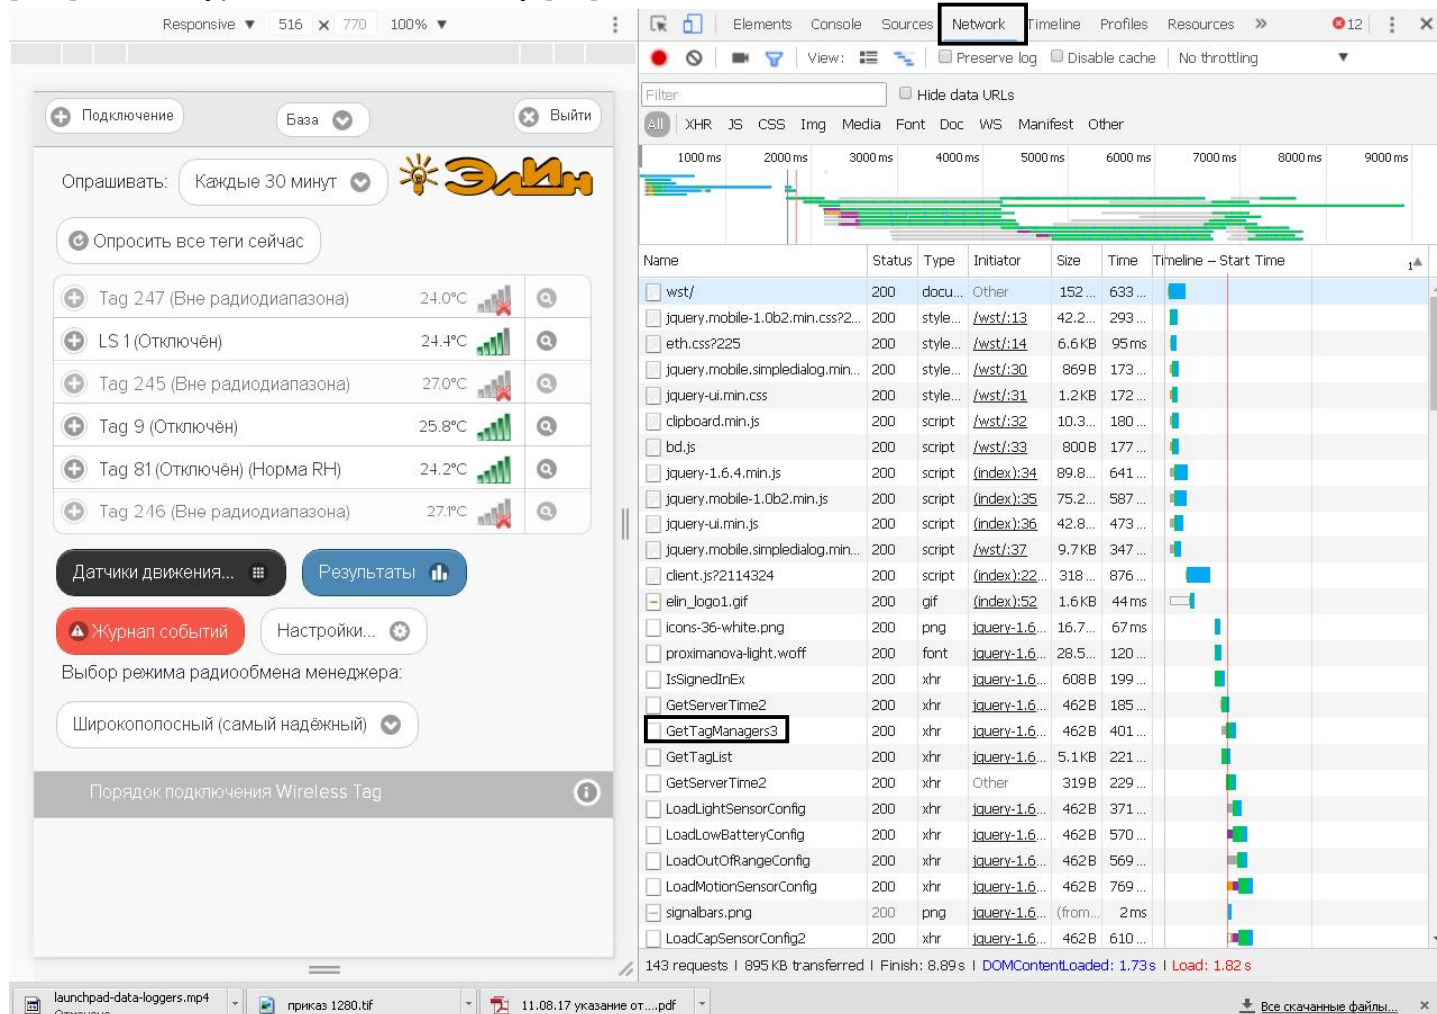 Responsive ▼ 516 x 770 100% ▼
Elements Console Sources Network Timeline Profiles Resources » 12
View: Preserve log Disable cache No throttling ▼
Filter Hide data URLs
All XHR JS CSS Img Media Font Doc WS Manifest Other
1000 ms 2000 ms 3000 ms 4000 ms 5000 ms 6000 ms 7000 ms 8000 ms 9000 ms
Подключение База Выйти
Опрашивать: Каждые 30 минут ЭлИн
Опросить все теги сейчас
Tag 247 (Вне радиодиапазона) 24.0°C
LS 1 (Отключён) 24.4°C
Tag 245 (Вне радиодиапазона) 27.0°C
Tag 9 (Отключён) 25.8°C
Tag 81 (Отключён) (Норма RH) 24.2°C
Tag 246 (Вне радиодиапазона) 27.1°C
Датчики движения... Результаты
Журнал событий Настройки...
Выбор режима радиообмена менеджера:
Широкополосный (самый надёжный)
Порядок подключения Wireless Tag
Name Status Type Initiator Size Time Timeline – Start Time 1
wst/ 200 docu... Other 152 ... 633 ...
jquery.mobile-1.0b2.min.css?2... 200 style... /wst/:13 42.2... 293 ...
eth.css?225 200 style... /wst/:14 6.6 KB 95 ms
jquery.mobile.simpledialog.min... 200 style... /wst/:30 869 B 173 ...
jquery-ui.min.css 200 style... /wst/:31 1.2 KB 172 ...
clipboard.min.js 200 script /wst/:32 10.3... 180 ...
bd.js 200 script /wst/:33 800 B 177 ...
jquery-1.6.4.min.js 200 script (index):34 89.8... 641 ...
jquery.mobile-1.0b2.min.js 200 script (index):35 75.2... 587 ...
jquery-ui.min.js 200 script (index):36 42.8... 473 ...
jquery.mobile.simpledialog.min... 200 script /wst/:37 9.7 KB 347 ...
client.js?2114324 200 script (index):22... 318 ... 876 ...
elin_logo1.gif 200 gif (index):52 1.6 KB 44 ms
icons-36-white.png 200 png jquery-1.6... 16.7... 67 ms
proximanova-light.woff 200 font jquery-1.6... 28.5... 120 ...
IsSignedInEx 200 xhr jquery-1.6... 608 B 199 ...
GetServerTime2 200 xhr jquery-1.6... 462 B 185 ...
GetTagManagers3 200 xhr jquery-1.6... 462 B 401 ...
GetTagList 200 xhr jquery-1.6... 5.1 KB 221 ...
GetServerTime2 200 xhr Other 319 B 229 ...
LoadLightSensorConfig 200 xhr jquery-1.6... 462 B 371 ...
LoadLowBatteryConfig 200 xhr jquery-1.6... 462 B 570 ...
LoadOutOfRangeConfig 200 xhr jquery-1.6... 462 B 569 ...
LoadMotionSensorConfig 200 xhr jquery-1.6... 462 B 769 ...
signalbars.png 200 png jquery-1.6... (from... 2 ms
LoadCapSensorConfig2 200 xhr jquery-1.6... 462 B 610 ...
143 requests | 895 KB transferred | Finish: 8.89 s | DOMContentLoaded: 1.73 s | Load: 1.82 s
launchpad-data-loggers.mp4 приказ 1280.tif 11.08.17 указание от....pdf Все скачанные файлы...